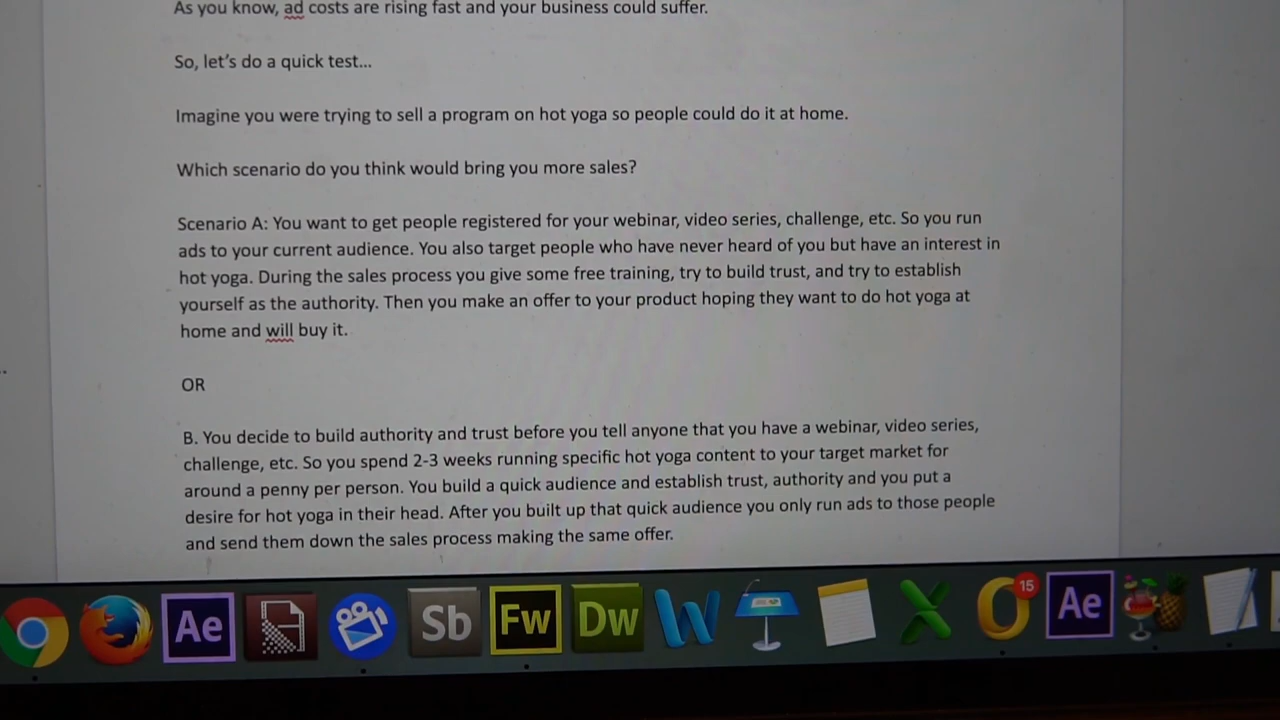 As you know, ad costs are rising fast and your business could suffer.
So, let's do a quick test...
Imagine you were trying to sell a program on hot yoga so people could do it at home.
Which scenario do you think would bring you more sales?
Scenario A: You want to get people registered for your webinar, video series, challenge, etc. So you run
ads to your current audience. You also target people who have never heard of you but have an interest in
hot yoga. During the sales process you give some free training, try to build trust, and try to establish
yourself as the authority. Then you make an offer to your product hoping they want to do hot yoga at
home and will buy it.
OR
B. You decide to build authority and trust before you tell anyone that you have a webinar, video series,
challenge, etc. So you spend 2-3 weeks running specific hot yoga content to your target market for
around a penny per person. You build a quick audience and establish trust, authority and you put a
desire for hot yoga in their head. After you built up that quick audience you only run ads to those people
and send them down the sales process making the same offer.
Ae Sb Fw Dw W X O 15 Ae